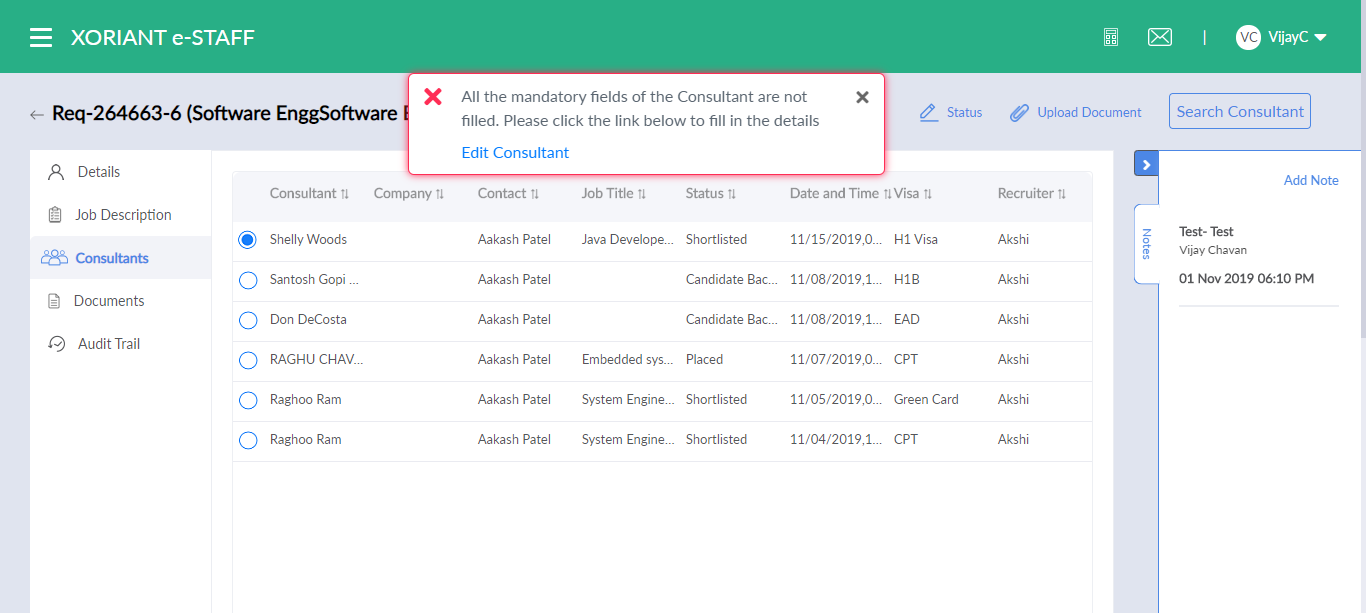 XORIANT e-STAFF
|
VC VijayC
Req-264663-6 (Software EnggSoftware
All the mandatory fields of the Consultant are not
filled. Please click the link below to fill in the details
Edit Consultant
Status
Upload Document
Search Consultant
Details
Job Description
Consultants
Documents
Audit Trail
Consultant Company Contact Job Title Status Date and Time Visa Recruiter
Shelly Woods Aakash Patel Java Develope... Shortlisted 11/15/2019,0... H1 Visa Akshi
Santosh Gopi ... Aakash Patel Candidate Bac... 11/08/2019,1... H1B Akshi
Don DeCosta Aakash Patel Candidate Bac... 11/08/2019,1... EAD Akshi
RAGHU CHAV... Aakash Patel Embedded sys... Placed 11/07/2019,0... CPT Akshi
Raghoo Ram Aakash Patel System Engine... Shortlisted 11/05/2019,0... Green Card Akshi
Raghoo Ram Aakash Patel System Engine... Shortlisted 11/04/2019,1... CPT Akshi
Add Note
Notes
Test- Test
Vijay Chavan
01 Nov 2019 06:10 PM